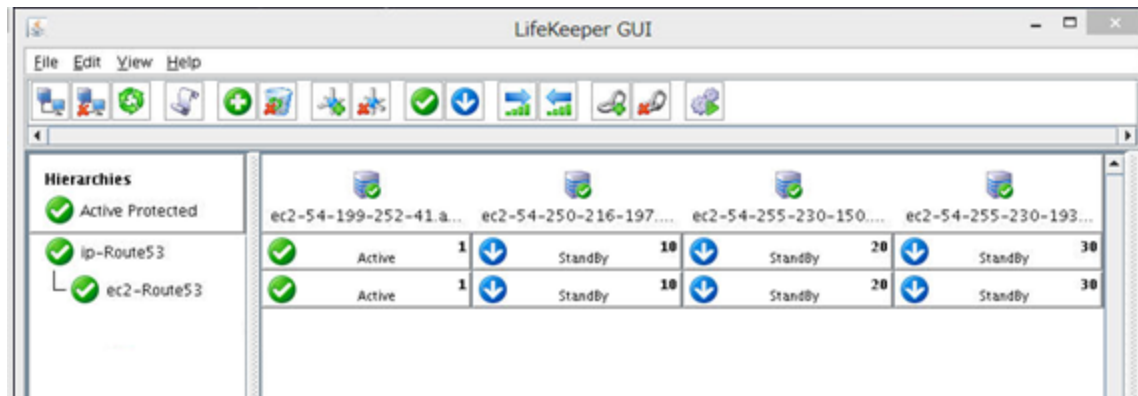 LifeKeeper GUI
File Edit View Help
Hierarchies
Active Protected
ec2-54-199-252-41.a... ec2-54-250-216-197.... ec2-54-255-230-150.... ec2-54-255-230-193...
ip-Route53 Active 1 StandBy 10 StandBy 20 StandBy 30
ec2-Route53 Active 1 StandBy 10 StandBy 20 StandBy 30